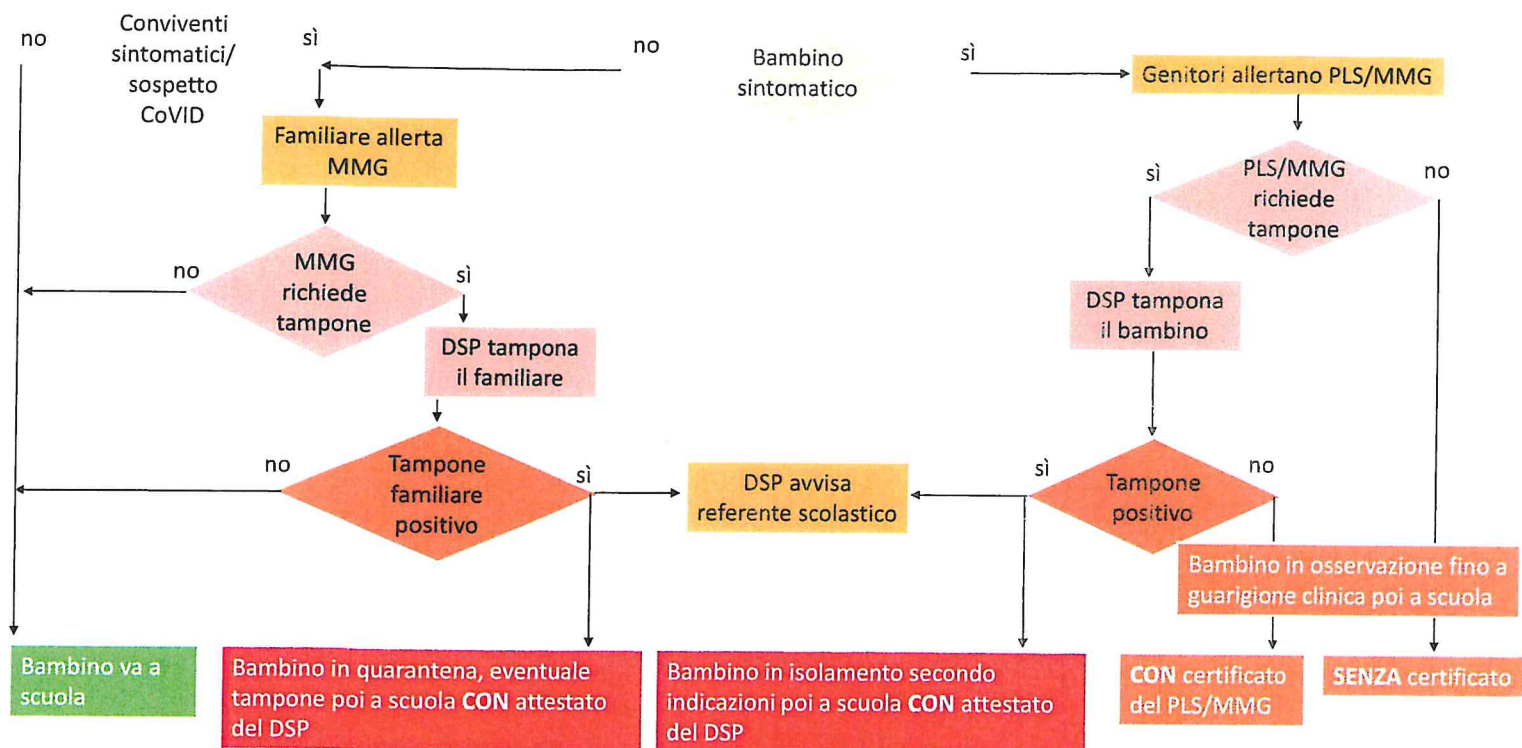 no
Conviventi
sintomatici/
sospetto
CoVID
sì
no
Bambino
sintomatico
sì
Genitori allertano PLS/MMG
Familiare allerta
MMG
sì
PLS/MMG
richiede
tampone
no
no
MMG
richiede
tampone
sì
DSP tampona
il bambino
DSP tampona
il familiare
no
Tampone
familiare
positivo
sì
DSP avvisa
referente scolastico
sì
Tampone
positivo
no
Bambino in osservazione fino a
guarigione clinica poi a scuola
Bambino va a
scuola
Bambino in quarantena, eventuale
tampone poi a scuola CON attestato
del DSP
Bambino in isolamento secondo
indicazioni poi a scuola CON attestato
del DSP
CON certificato
del PLS/MMG
SENZA certificato